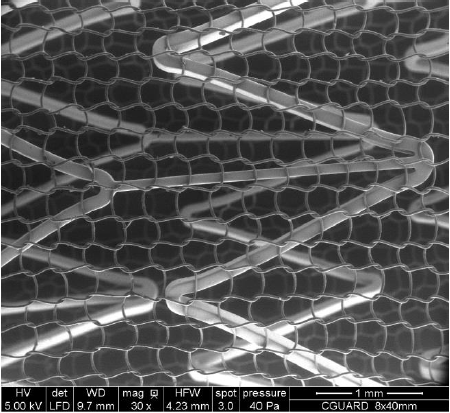 HV det WD mag HFW spot pressure 1 mm
5.00 kV LFD 9.7 mm 30 x 4.23 mm 3.0 40 Pa CGUARD 8x40mm